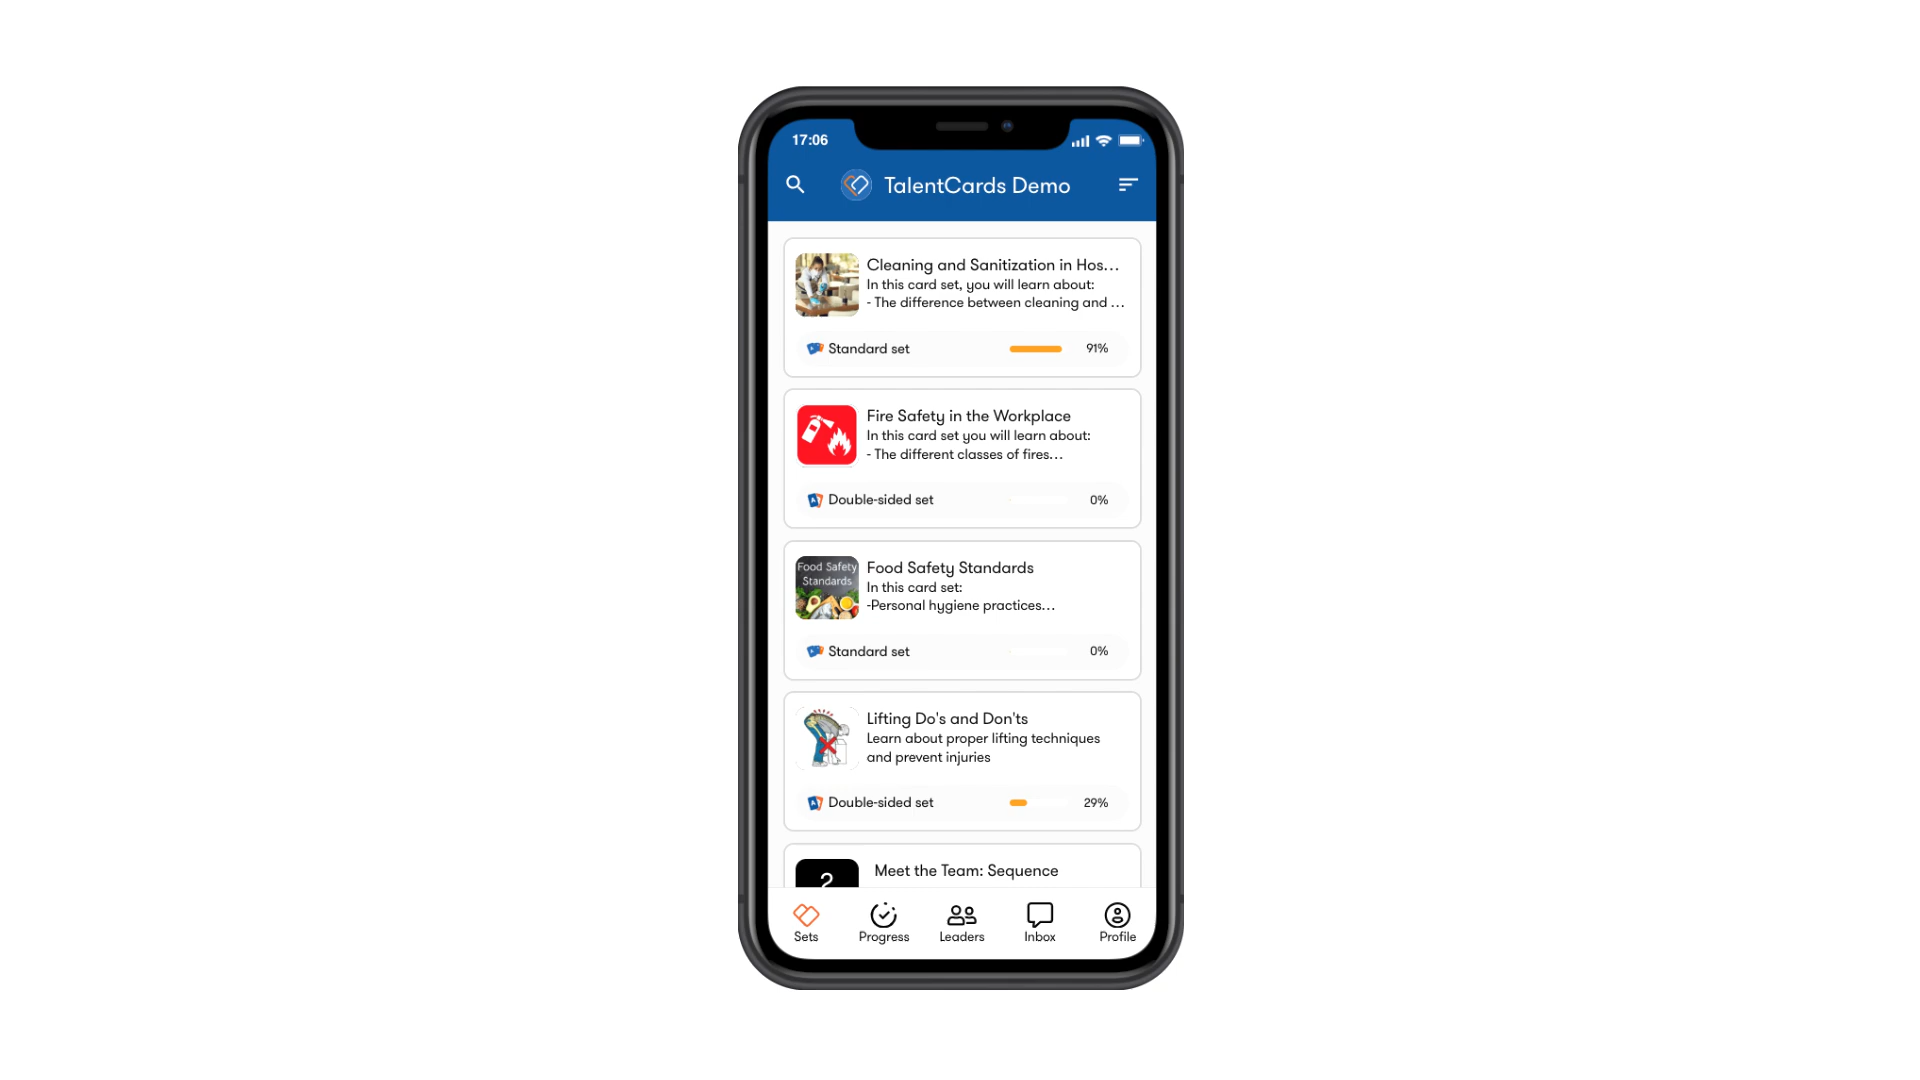 17:06
TalentCards Demo
Cleaning and Sanitization in Hos...
In this card set, you will learn about:
- The difference between cleaning and ...
Standard set
91%
Fire Safety in the Workplace
In this card set you will learn about:
- The different classes of fires...
Double-sided set
0%
Food Safety
Standards
Food Safety Standards
In this card set:
-Personal hygiene practices...
Standard set
0%
Lifting Do's and Don'ts
Learn about proper lifting techniques
and prevent injuries
Double-sided set
29%
2
Meet the Team: Sequence
Sets
Progress
Leaders
Inbox
Profile